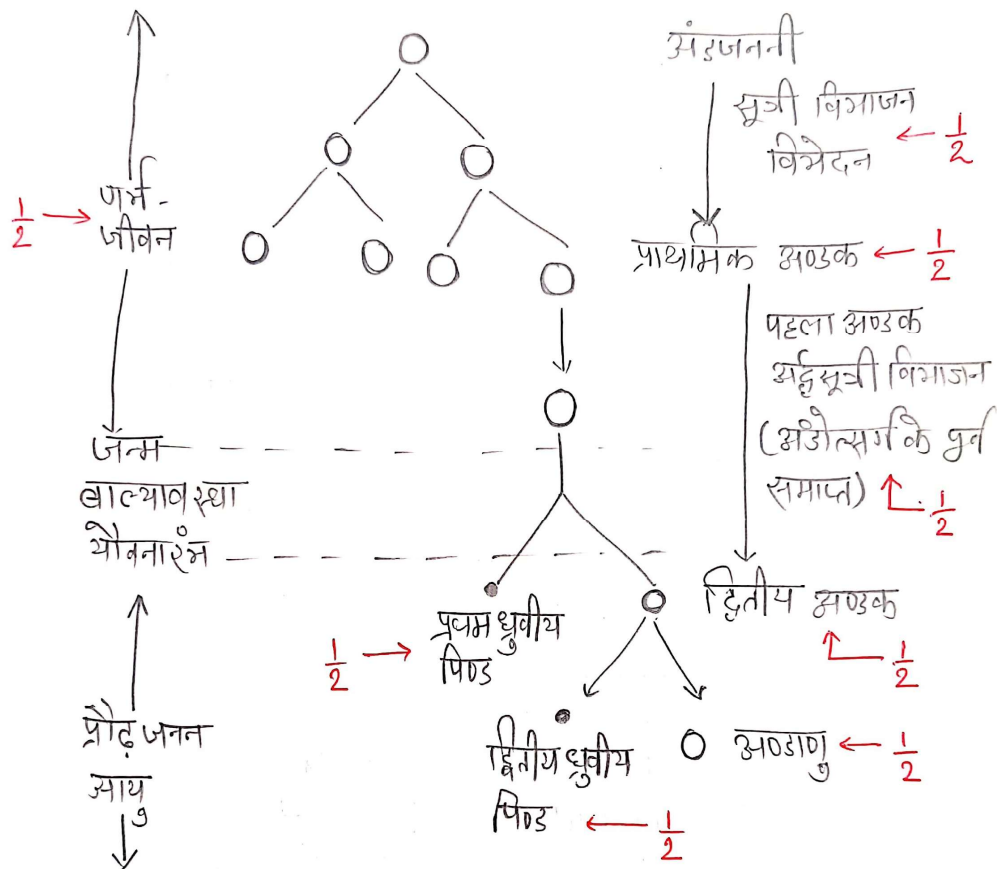 अंडजननी
सूत्री विभाजन
विभेदन ← 1/2
1/2 → गर्भ-
जीवन
प्राथमिक अण्डक ← 1/2
पहला अण्डक
अर्द्धसूत्री विभाजन
(अंडोत्सर्ग के पूर्व
समाप्त) 1/2
जन्म
बाल्यावस्था
यौवनारंभ
द्वितीय अण्डक
1/2
प्रथम ध्रुवीय
1/2 → पिण्ड
प्रौढ़ जनन
आयु
द्वितीय ध्रुवीय
पिण्ड ← 1/2
अण्डाणु ← 1/2